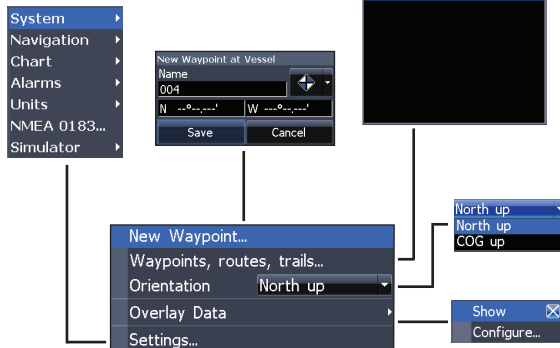 System
Navigation
Chart
Alarms
Units
NMEA 0183...
Simulator
New Waypoint at Vessel
Name
004
N --°--.---' W ---°--.---'
Save Cancel
North up
North up
COG up
New Waypoint...
Waypoints, routes, trails...
Orientation North up
Overlay Data
Settings...
Show
Configure...